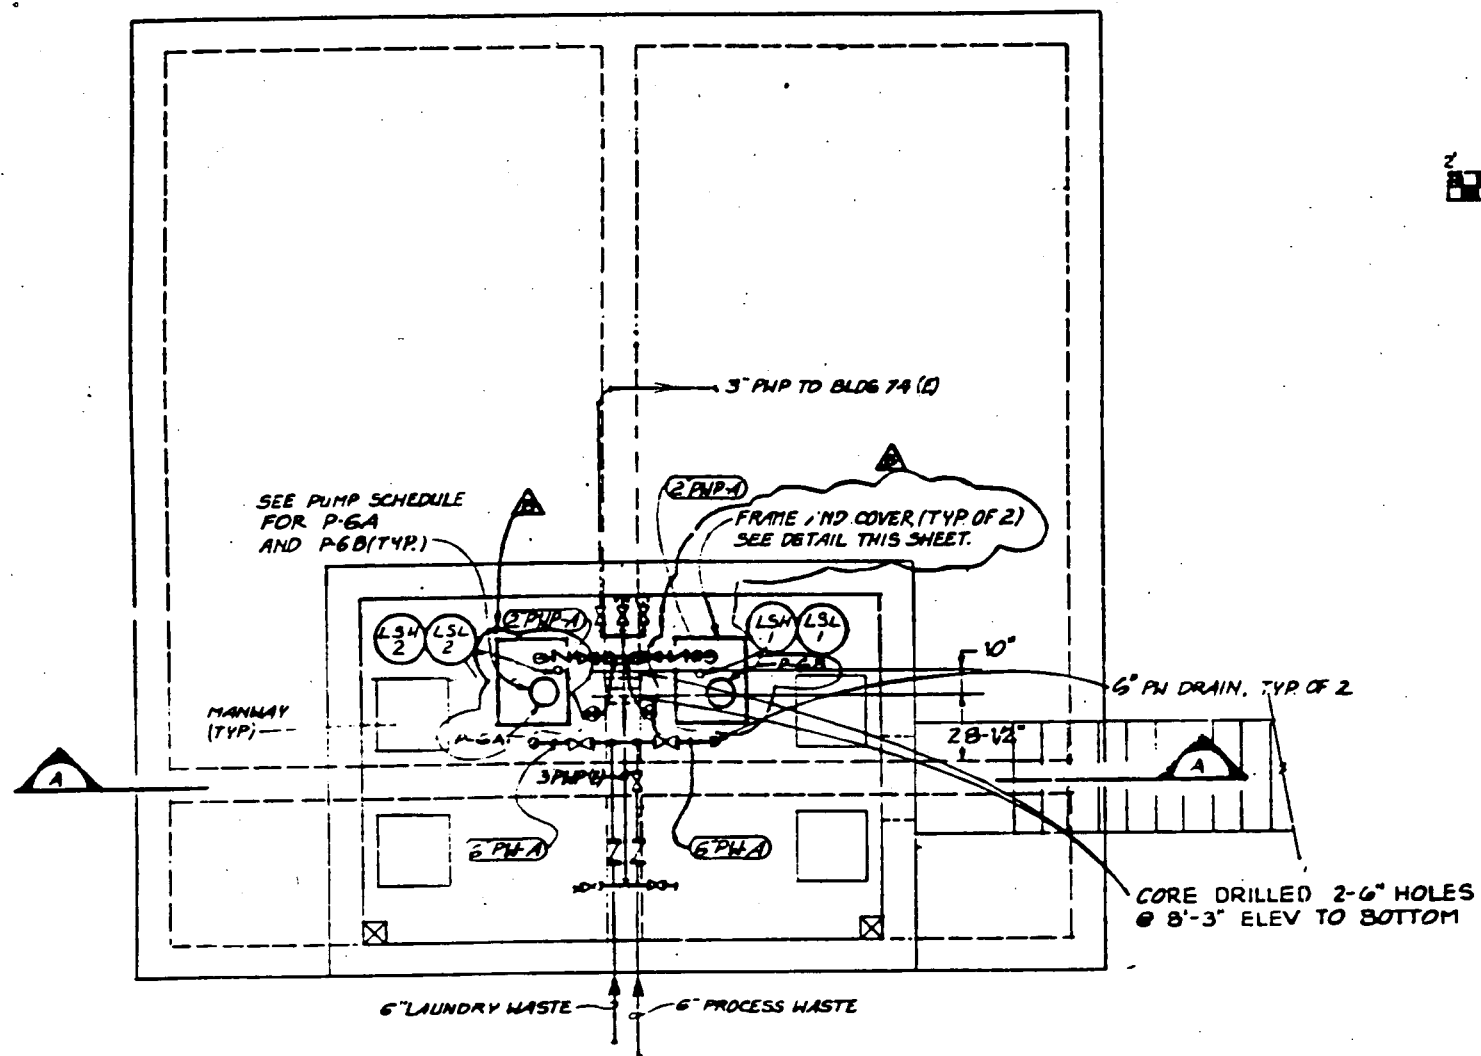 2'
3" PWP TO BLDG 74 (E)
SEE PUMP SCHEDULE
FOR P-6A
AND P-6B (TYP.)
2 PWP-A
FRAME AND COVER (TYP OF 2)
SEE DETAIL THIS SHEET.
LSH
2
LSL
2
2 PWP-A
LSH
1
LSL
1
10"
P-6B
6" PW DRAIN, TYP. OF 2
MANWAY
(TYP)
P-6A
28-1/2"
A
A
3 PWP(E)
6 PW-A
6 PW-A
CORE DRILLED 2-6" HOLES
@ 8'-3" ELEV TO BOTTOM
6" LAUNDRY WASTE
6" PROCESS WASTE